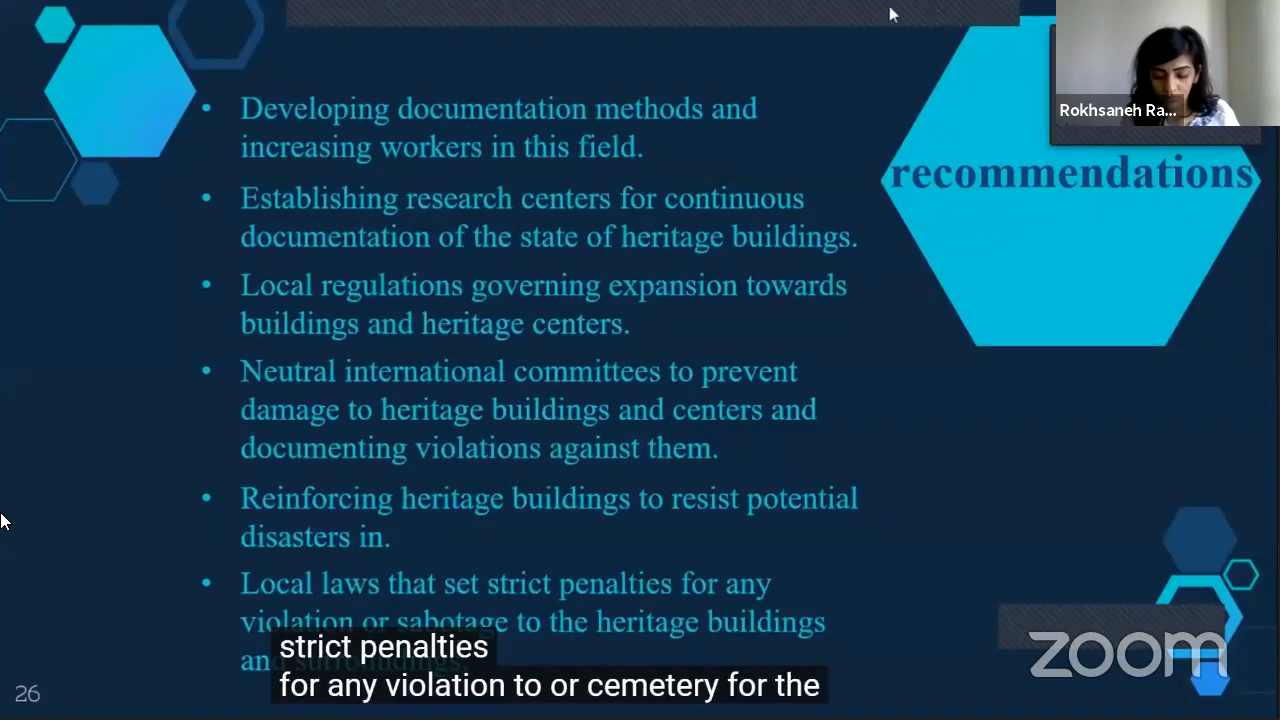 Rokhsaneh Ra...
recommendations
• Developing documentation methods and
increasing workers in this field.
• Establishing research centers for continuous
documentation of the state of heritage buildings.
• Local regulations governing expansion towards
buildings and heritage centers.
• Neutral international committees to prevent
damage to heritage buildings and centers and
documenting violations against them.
• Reinforcing heritage buildings to resist potential
disasters in.
• Local laws that set strict penalties for any
violation or sabotage to the heritage buildings
and surroundings.
strict penalties
for any violation to or cemetery for the
26
zoom